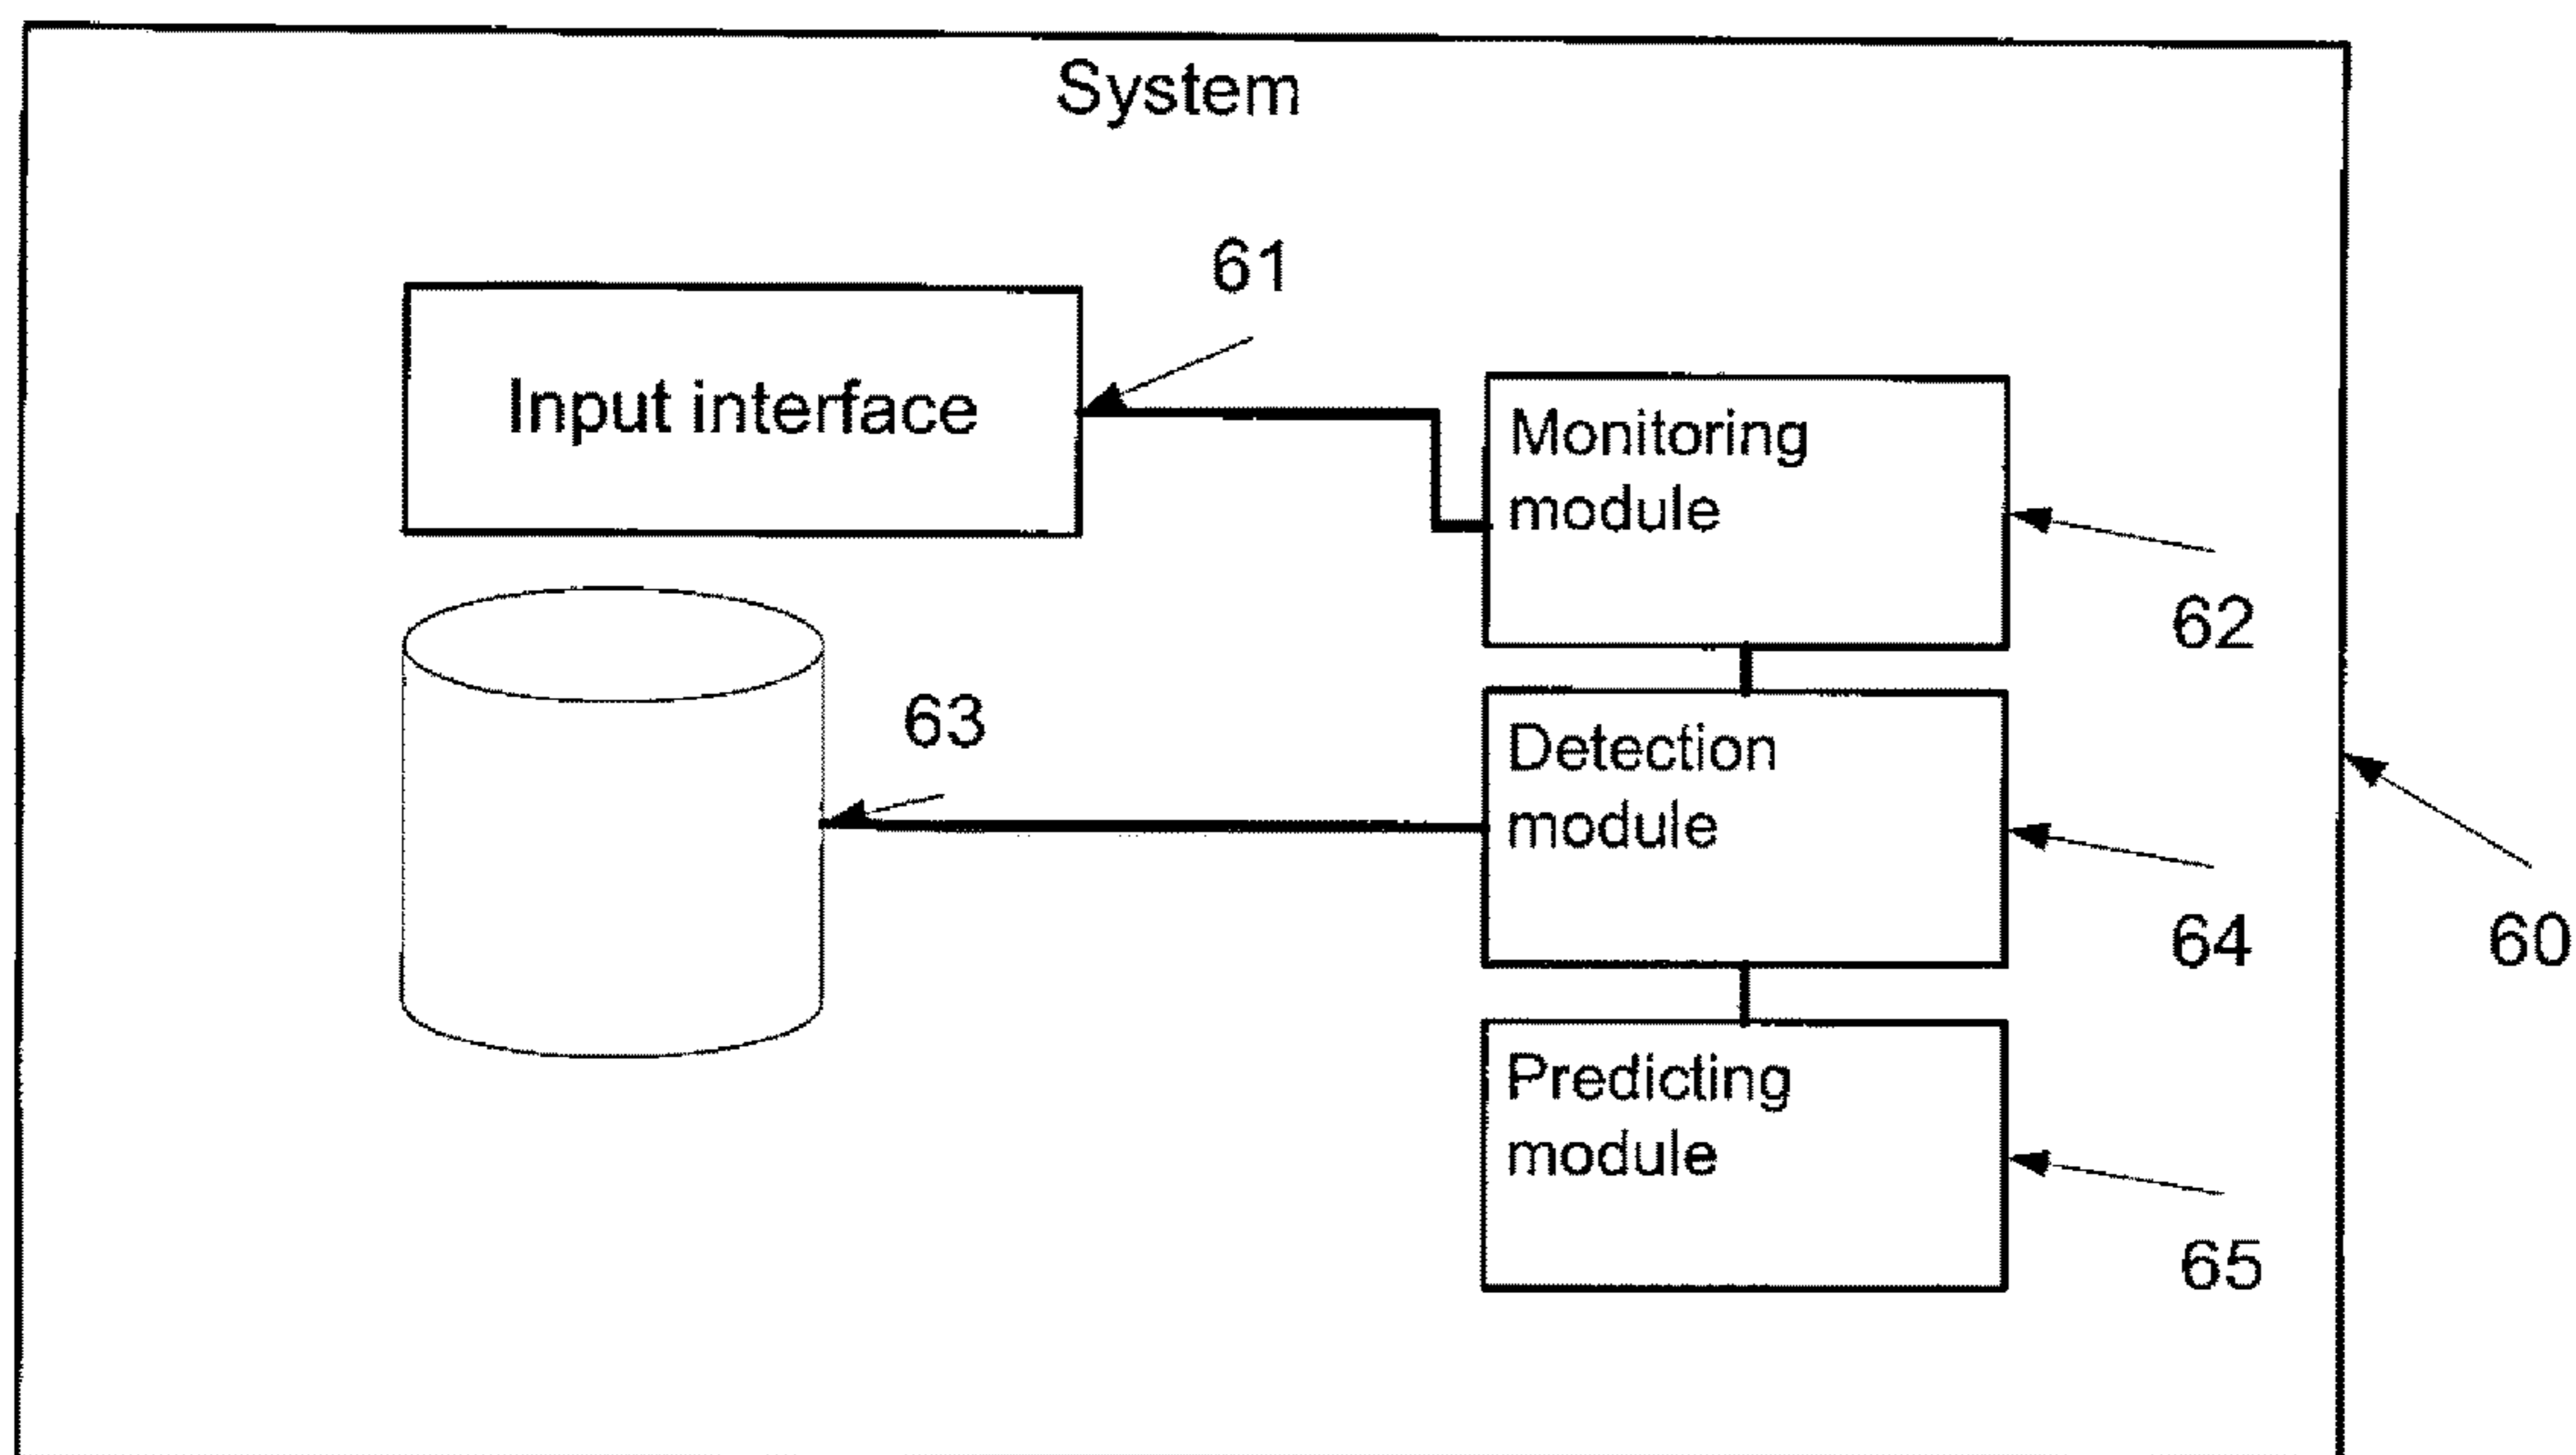 System
61
Input interface
Monitoring
module
62
63
Detection
module
64
60
Predicting
module
65